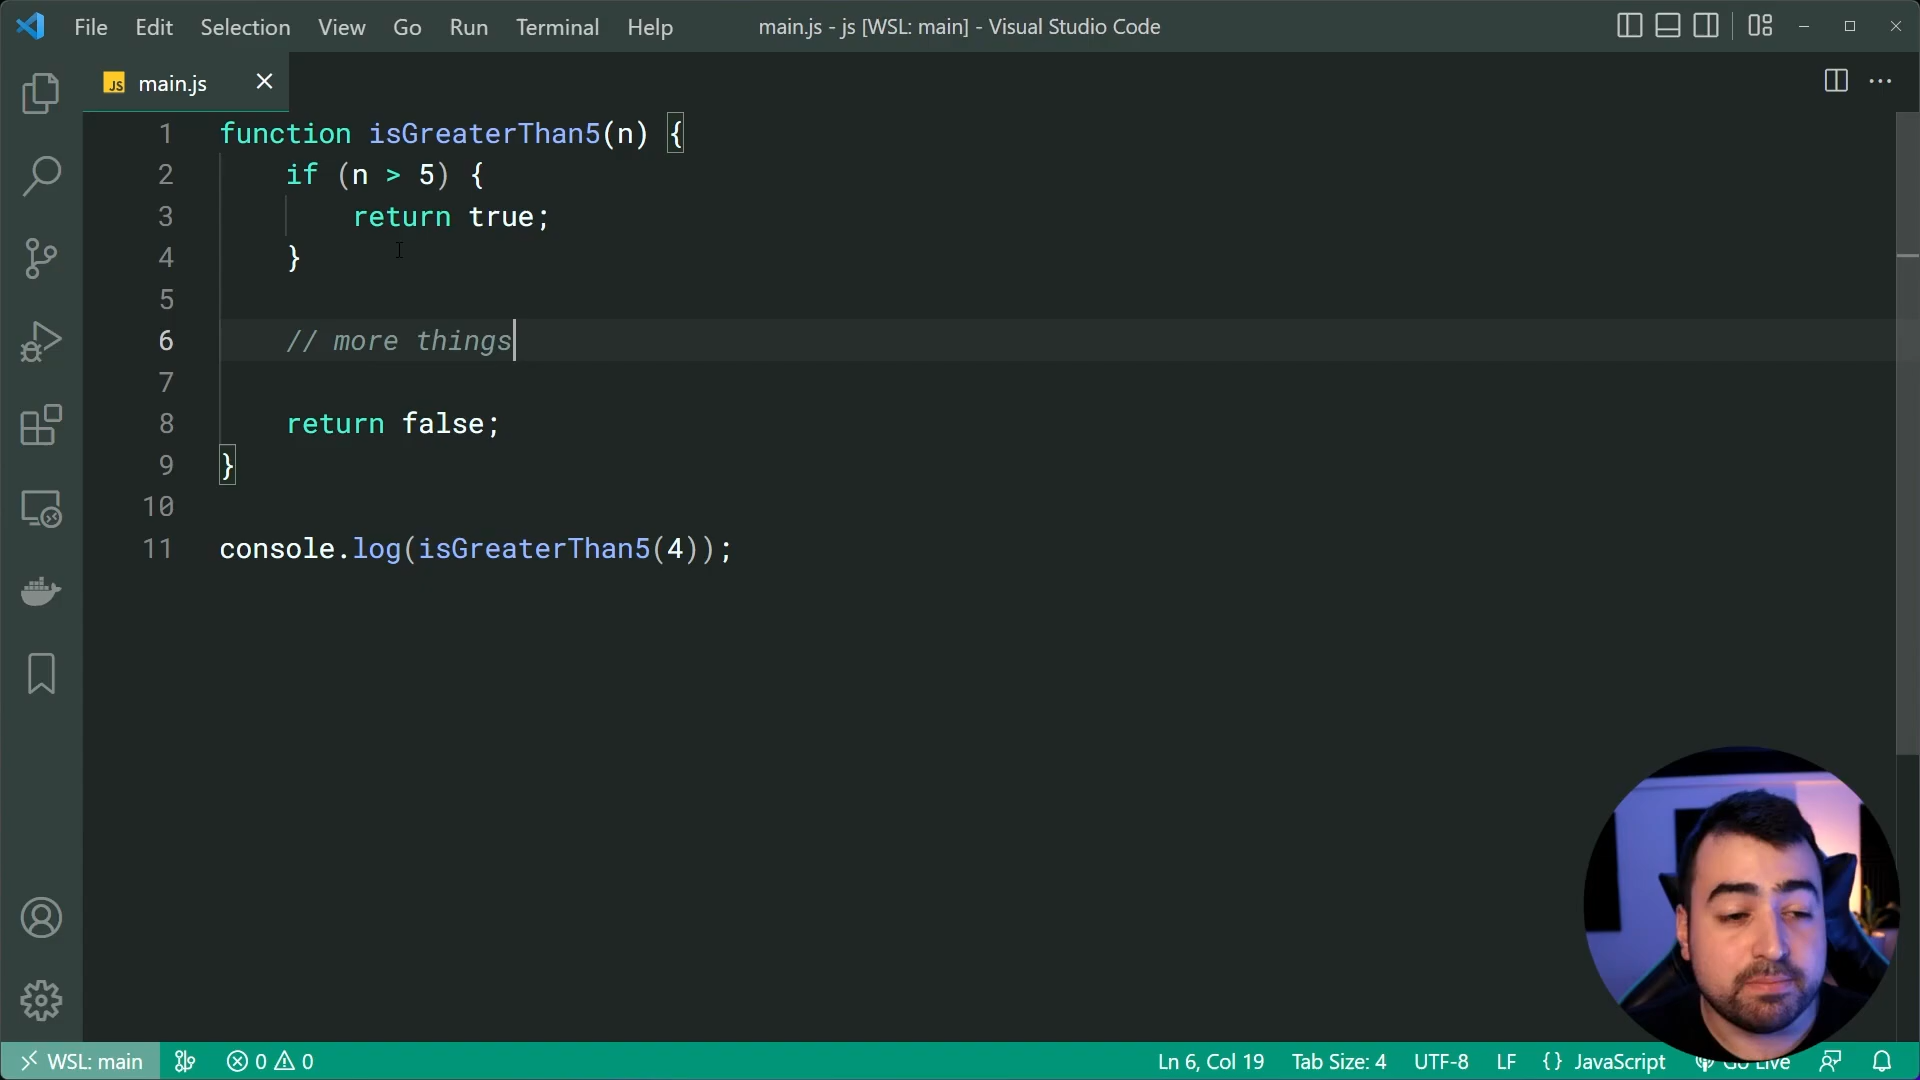 File Edit Selection View Go Run Terminal Help main.js - js [WSL: main] - Visual Studio Code
JS main.js
1 function isGreaterThan5(n) {
2 if (n > 5) {
3 return true;
4 }
5
6 // more things
7
8 return false;
9 }
10
11 console.log(isGreaterThan5(4));
WSL: main 0 0 Ln 6, Col 19 Tab Size: 4 UTF-8 LF {} JavaScript Go Live